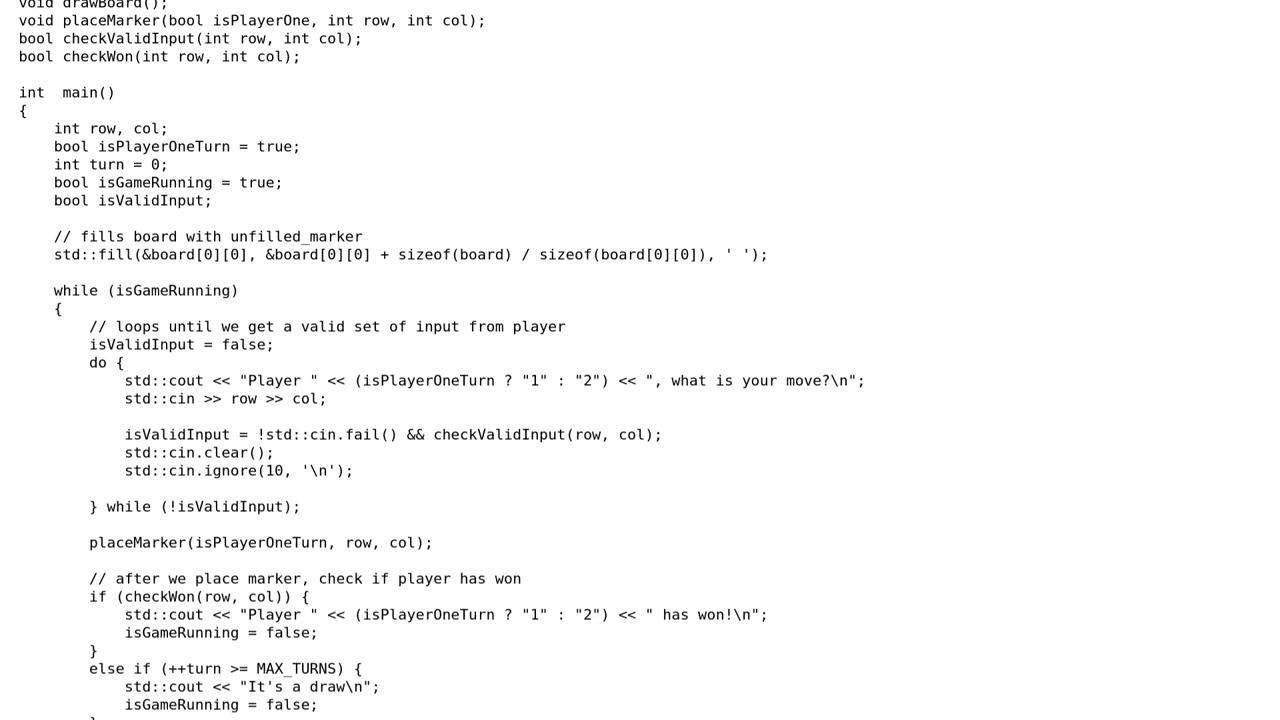 void drawBoard();
void placeMarker(bool isPlayerOne, int row, int col);
bool checkValidInput(int row, int col);
bool checkWon(int row, int col);

int  main()
{
    int row, col;
    bool isPlayerOneTurn = true;
    int turn = 0;
    bool isGameRunning = true;
    bool isValidInput;

    // fills board with unfilled_marker
    std::fill(&board[0][0], &board[0][0] + sizeof(board) / sizeof(board[0][0]), ' ');

    while (isGameRunning)
    {
        // loops until we get a valid set of input from player
        isValidInput = false;
        do {
            std::cout << "Player " << (isPlayerOneTurn ? "1" : "2") << ", what is your move?\n";
            std::cin >> row >> col;

            isValidInput = !std::cin.fail() && checkValidInput(row, col);
            std::cin.clear();
            std::cin.ignore(10, '\n');

        } while (!isValidInput);

        placeMarker(isPlayerOneTurn, row, col);

        // after we place marker, check if player has won
        if (checkWon(row, col)) {
            std::cout << "Player " << (isPlayerOneTurn ? "1" : "2") << " has won!\n";
            isGameRunning = false;
        }
        else if (++turn >= MAX_TURNS) {
            std::cout << "It's a draw\n";
            isGameRunning = false;
        }